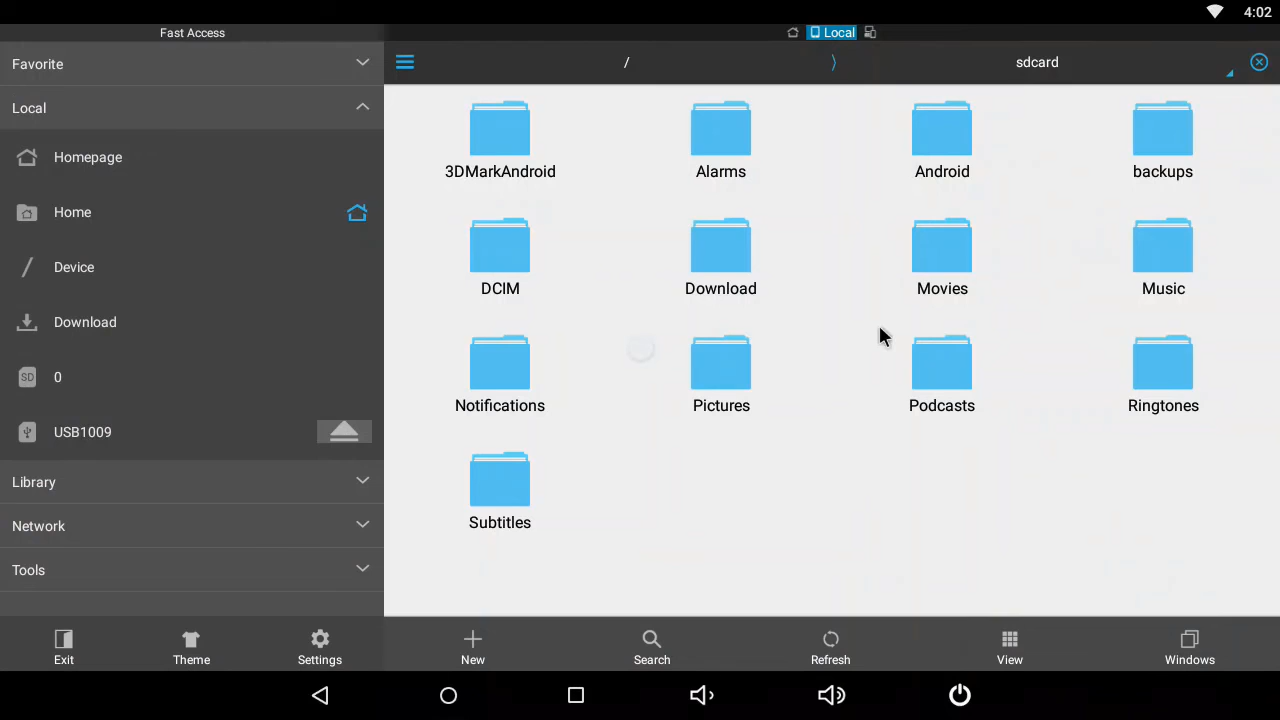 4:02
Fast Access
Local
Favorite
/ sdcard
Local
Homepage
Home
Device
Download
SD 0
USB1009
Library
Network
Tools
3DMarkAndroid Alarms Android backups
DCIM Download Movies Music
Notifications Pictures Podcasts Ringtones
Subtitles
Exit Theme Settings New Search Refresh View Windows